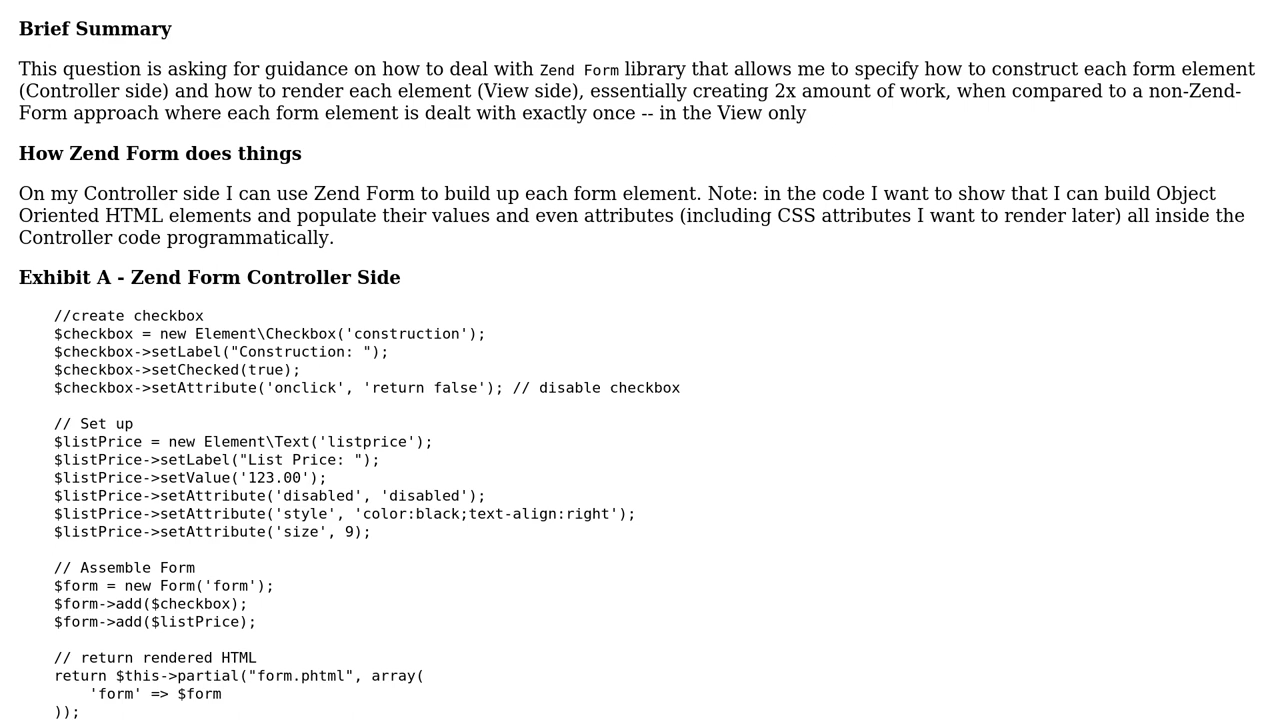 Brief Summary
This question is asking for guidance on how to deal with Zend Form library that allows me to specify how to construct each form element
(Controller side) and how to render each element (View side), essentially creating 2x amount of work, when compared to a non-Zend-
Form approach where each form element is dealt with exactly once -- in the View only
How Zend Form does things
On my Controller side I can use Zend Form to build up each form element. Note: in the code I want to show that I can build Object
Oriented HTML elements and populate their values and even attributes (including CSS attributes I want to render later) all inside the
Controller code programmatically.
Exhibit A - Zend Form Controller Side
//create checkbox
$checkbox = new Element\Checkbox('construction');
$checkbox->setLabel("Construction: ");
$checkbox->setChecked(true);
$checkbox->setAttribute('onclick', 'return false'); // disable checkbox
// Set up
$listPrice = new Element\Text('listprice');
$listPrice->setLabel("List Price: ");
$listPrice->setValue('123.00');
$listPrice->setAttribute('disabled', 'disabled');
$listPrice->setAttribute('style', 'color:black;text-align:right');
$listPrice->setAttribute('size', 9);
// Assemble Form
$form = new Form('form');
$form->add($checkbox);
$form->add($listPrice);
// return rendered HTML
return $this->partial("form.phtml", array(
    'form' => $form
));